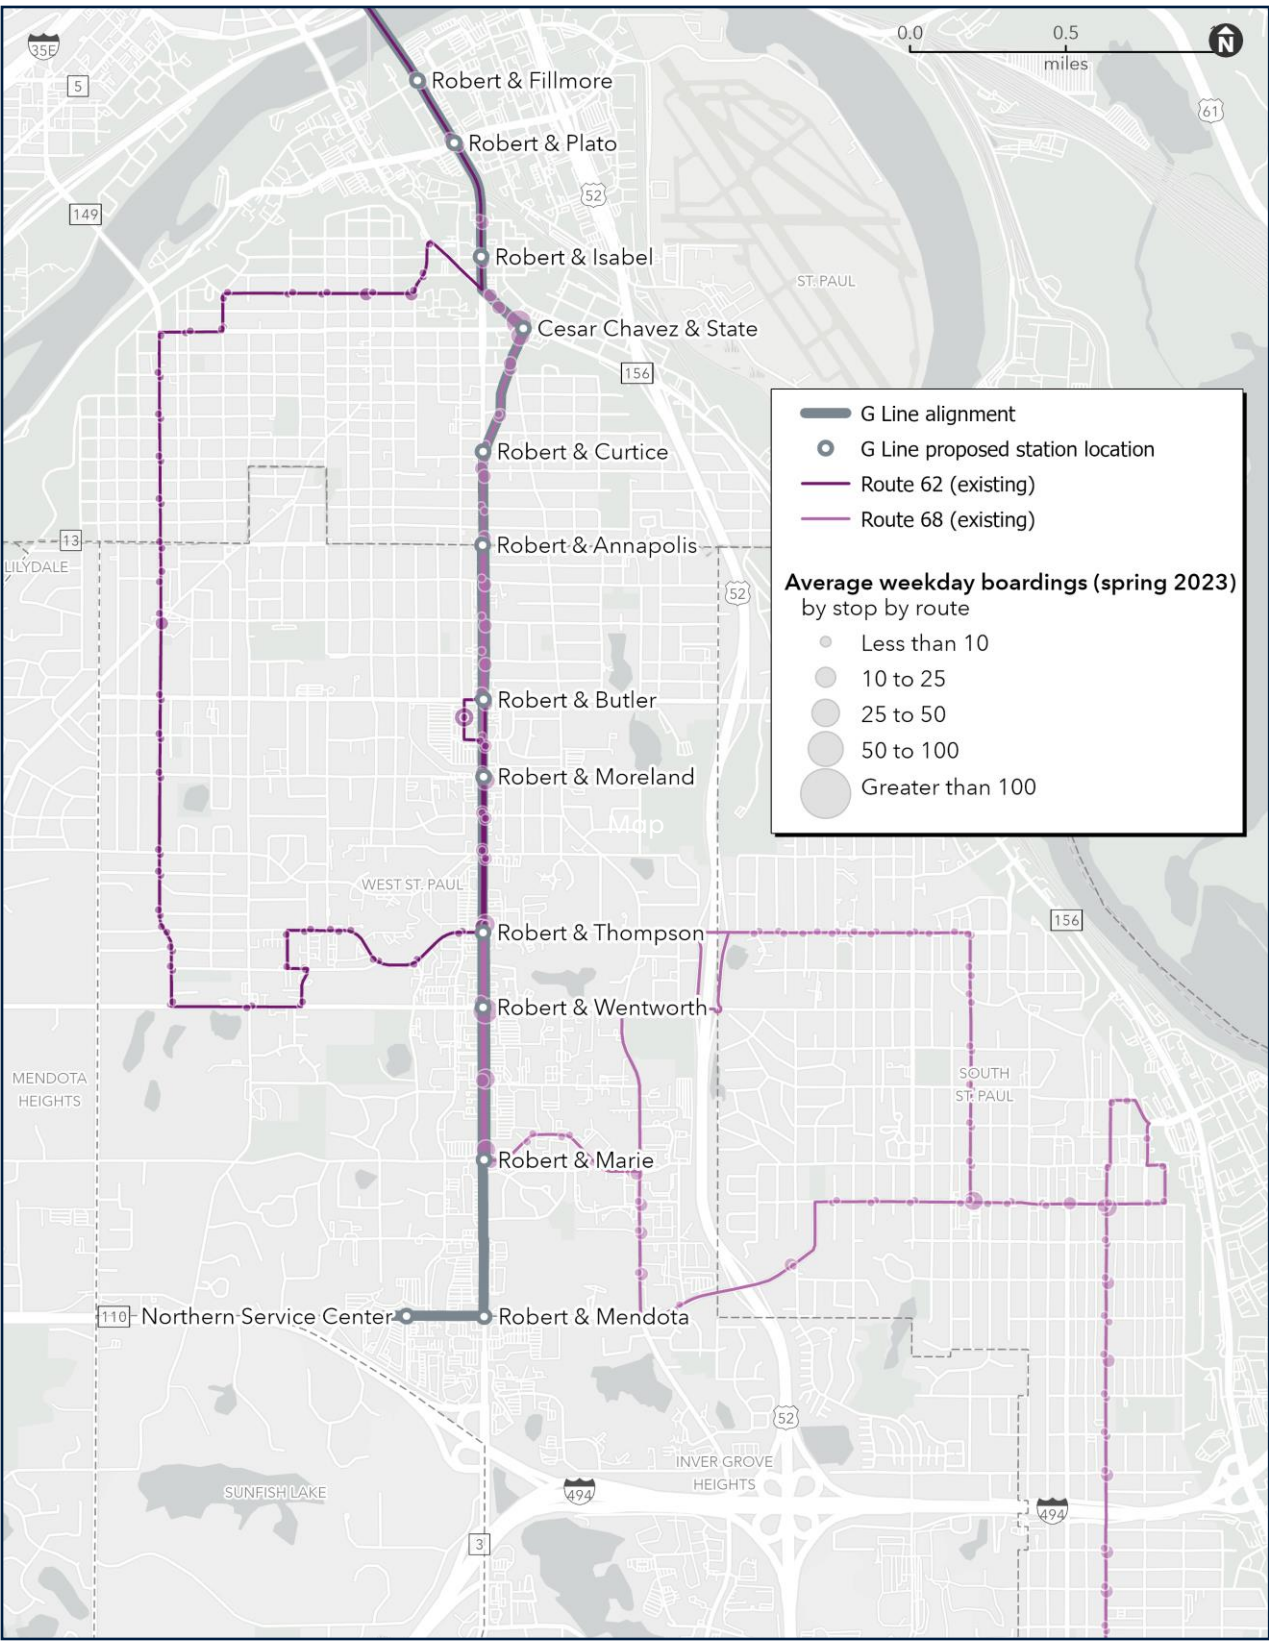 35E
0.0
0.5
N
miles
5
Robert & Fillmore
61
Robert & Plato
52
149
Robert & Isabel
ST. PAUL
Cesar Chavez & State
156
G Line alignment
Robert & Curtice
G Line proposed station location
Route 62 (existing)
Route 68 (existing)
13
Robert & Annapolis
LILYDALE
52
Average weekday boardings (spring 2023)
by stop by route
Less than 10
10 to 25
25 to 50
50 to 100
Greater than 100
Robert & Butler
Robert & Moreland
Map
WEST ST. PAUL
156
Robert & Thompson
Robert & Wentworth
MENDOTA
HEIGHTS
SOUTH
ST. PAUL
Robert & Marie
110
Northern Service Center
Robert & Mendota
52
INVER GROVE
HEIGHTS
SUNFISH LAKE
494
494
3